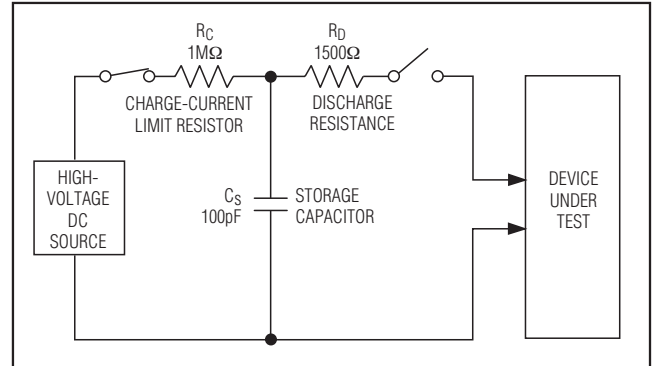 RC
1MΩ
CHARGE-CURRENT
LIMIT RESISTOR
RD
1500Ω
DISCHARGE
RESISTANCE
HIGH-
VOLTAGE
DC
SOURCE
CS
100pF
STORAGE
CAPACITOR
DEVICE
UNDER
TEST